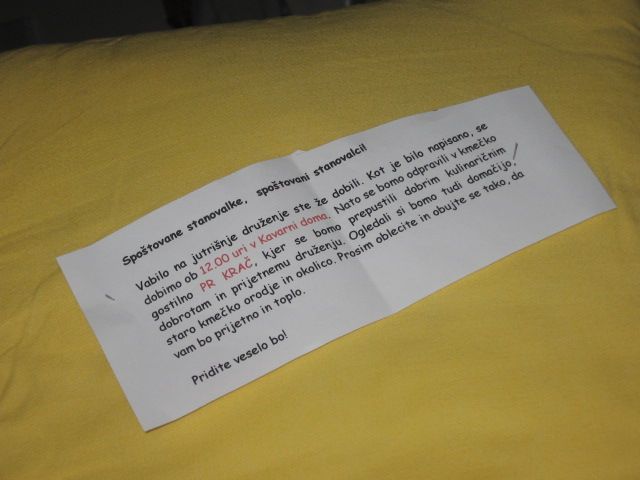 Spoštovane stanovalke, spoštovani stanovalci!
Vabilo na jutrišnje druženje ste že dobili. Kot je bilo napisano, se
dobimo ob 12.00 uri v Kavarni doma. Nato se bomo odpravili v kmečko
gostilno PR KRAČ, kjer se bomo prepustili dobrim kulinaričnim
dobrotam in prijetnemu druženju. Ogledali si bomo tudi domačijo,
staro kmečko orodje in okolico. Prosim oblecite in obujte se tako, da
vam bo prijetno in toplo.
Pridite veselo bo!